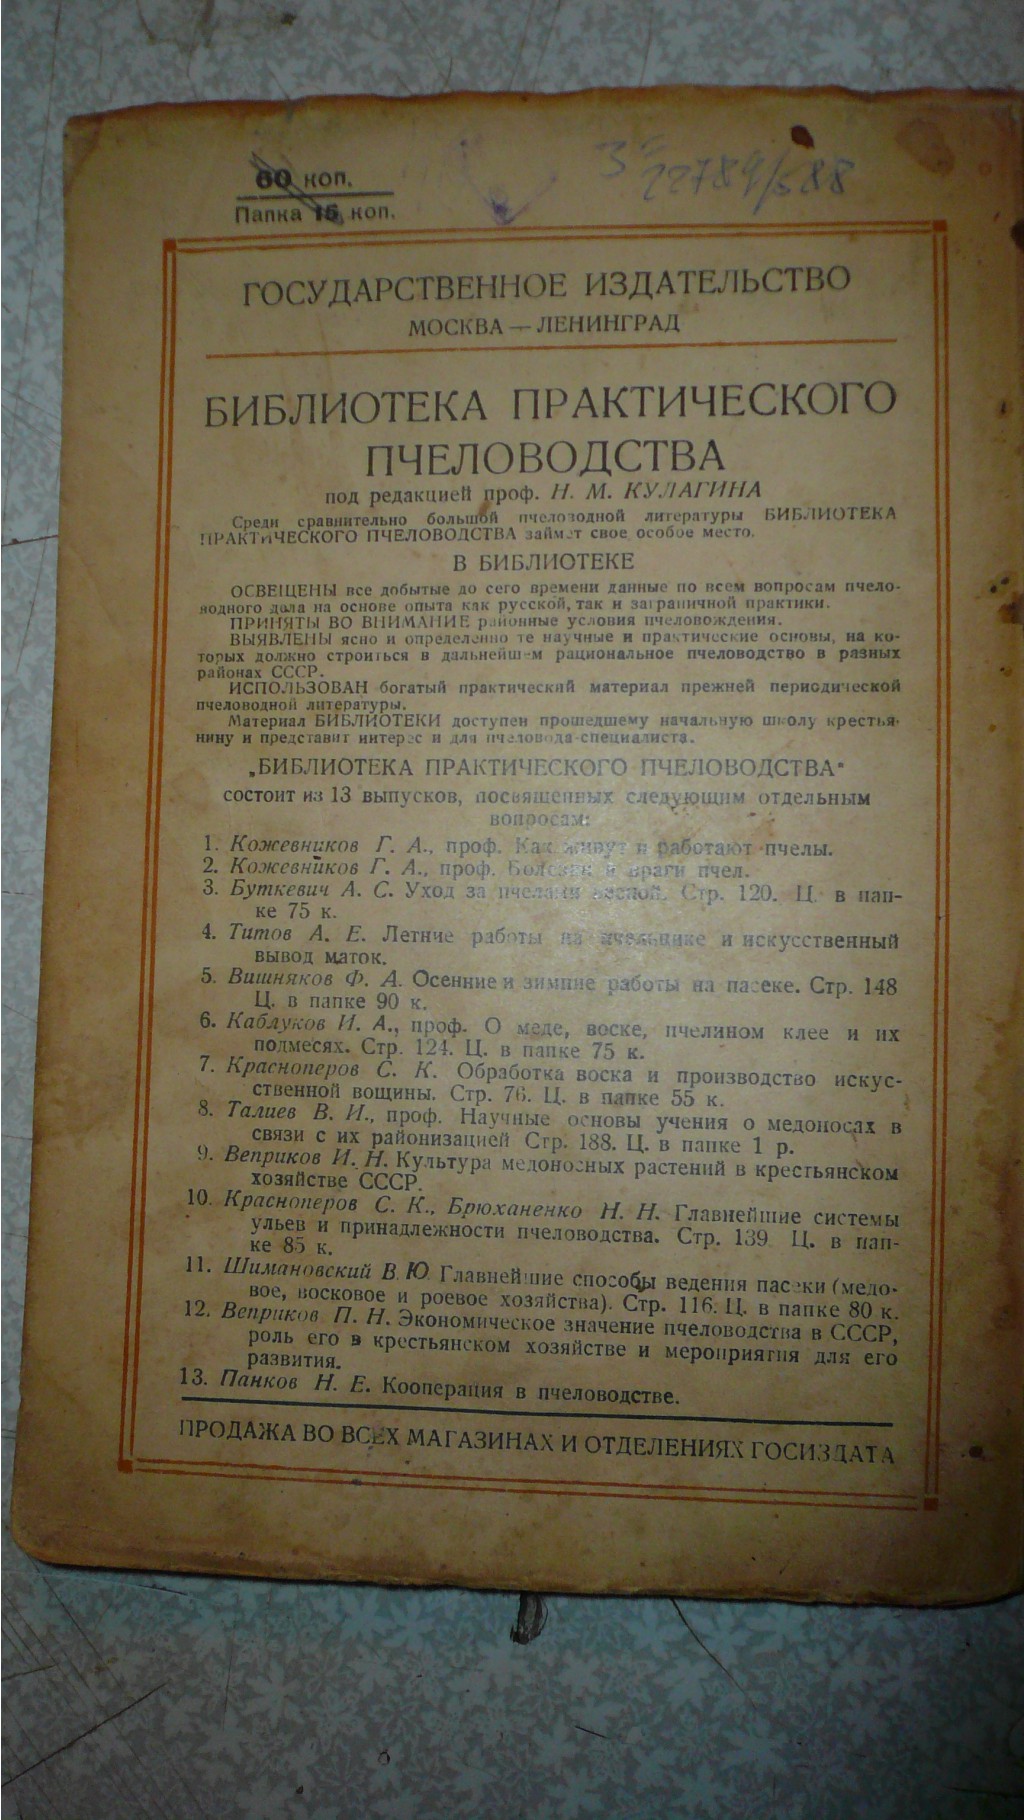 60 коп.
Папка 15 коп.
ГОСУДАРСТВЕННОЕ ИЗДАТЕЛЬСТВО
МОСКВА — ЛЕНИНГРАД
БИБЛИОТЕКА ПРАКТИЧЕСКОГО
ПЧЕЛОВОДСТВА
под редакцией проф. Н. М. КУЛАГИНА
Среди сравнительно большой пчеловодной литературы БИБЛИОТЕКА
ПРАКТИЧЕСКОГО ПЧЕЛОВОДСТВА займет свое особое место.
В БИБЛИОТЕКЕ
ОСВЕЩЕНЫ все добытые до сего времени данные по всем вопросам пчело-
водного дела на основе опыта как русской, так и заграничной практики.
ПРИНЯТЫ ВО ВНИМАНИЕ районные условия пчеловождения.
ВЫЯВЛЕНЫ ясно и определенно те научные и практические основы, на ко-
торых должно строиться в дальнейшем рациональное пчеловодство в разных
районах СССР.
ИСПОЛЬЗОВАН богатый практический материал прежней периодической
пчеловодной литературы.
Материал БИБЛИОТЕКИ доступен прошедшему начальную школу крестья-
нину и представит интерес и для пчеловода-специалиста.
„БИБЛИОТЕКА ПРАКТИЧЕСКОГО ПЧЕЛОВОДСТВА“
состоит из 13 выпусков, посвященных следующим отдельным
вопросам:
1. Кожевников Г. А., проф. Как живут и работают пчелы.
2. Кожевников Г. А., проф. Болезни и враги пчел.
3. Буткевич А. С. Уход за пчелами весной. Стр. 120. Ц. в пап-
ке 75 к.
4. Титов А. Е. Летние работы на пчельнике и искусственный
вывод маток.
5. Вишняков Ф. А. Осенние и зимние работы на пасеке. Стр. 148
Ц. в папке 90 к.
6. Каблуков И. А., проф. О меде, воске, пчелином клее и их
подмесях. Стр. 124. Ц. в папке 75 к.
7. Красноперов С. К. Обработка воска и производство искус-
ственной вощины. Стр. 76. Ц. в папке 55 к.
8. Талиев В. И., проф. Научные основы учения о медоносах в
связи с их районизацией Стр. 188. Ц. в папке 1 р.
9. Веприков И. Н. Культура медоносных растений в крестьянском
хозяйстве СССР.
10. Красноперов С. К., Брюханенко Н. Н. Главнейшие системы
ульев и принадлежности пчеловодства. Стр. 139 Ц. в пап-
ке 85 к.
11. Шимановский В. Ю. Главнейшие способы ведения пасеки (медо-
вое, восковое и роевое хозяйства). Стр. 116. Ц. в папке 80 к.
12. Веприков П. Н. Экономическое значение пчеловодства в СССР,
роль его в крестьянском хозяйстве и мероприятия для его
развития.
13. Панков Н. Е. Кооперация в пчеловодстве.
ПРОДАЖА ВО ВСЕХ МАГАЗИНАХ И ОТДЕЛЕНИЯХ ГОСИЗДАТА